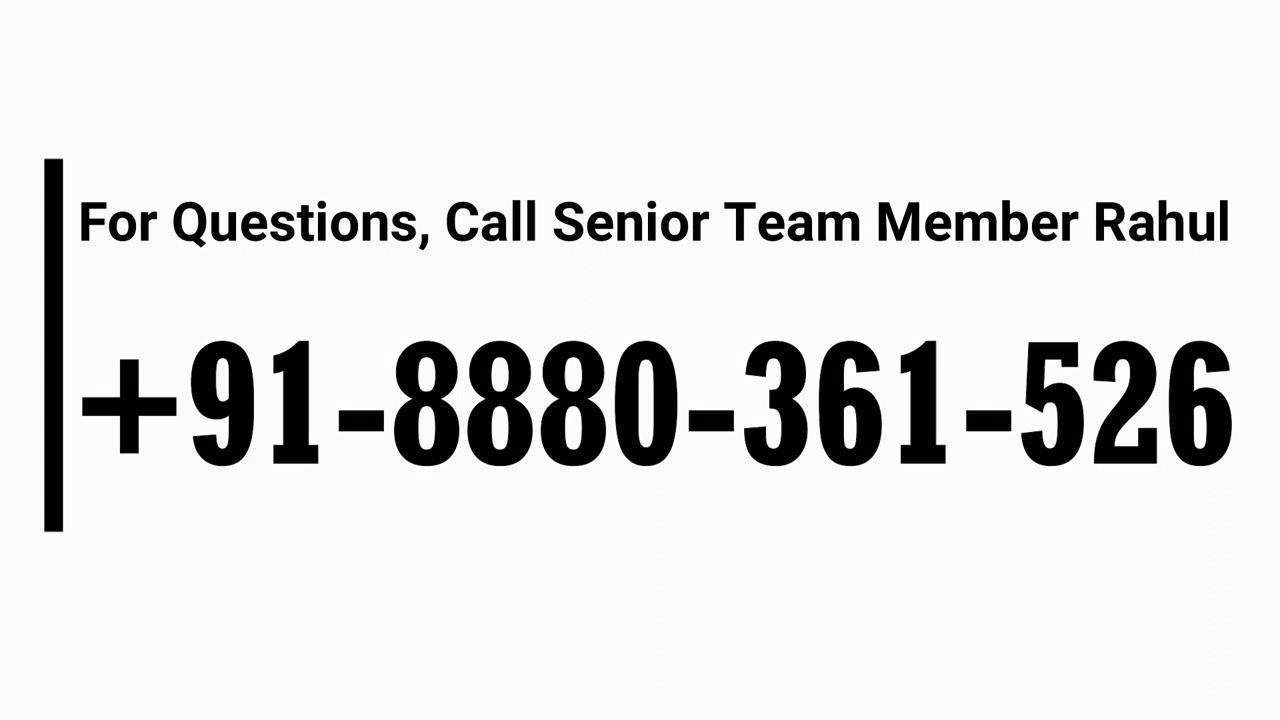 For Questions, Call Senior Team Member Rahul
+91-8880-361-526